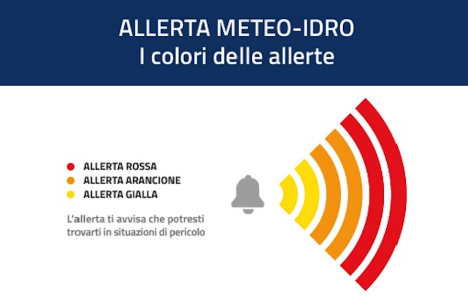 ALLERTA METEO-IDRO
I colori delle allerte
ALLERTA ROSSA
ALLERTA ARANCIONE
ALLERTA GIALLA
L'allerta ti avvisa che potresti
trovarti in situazioni di pericolo